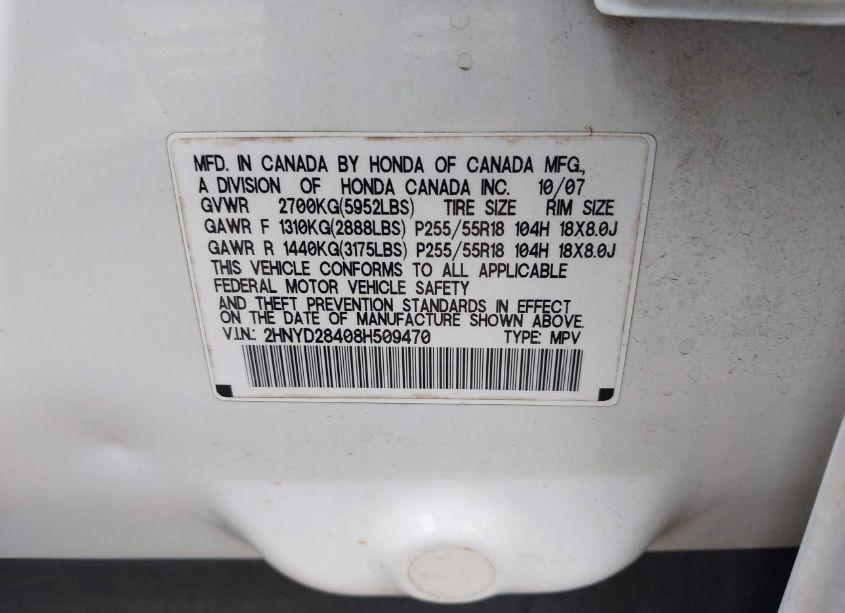 MFD. IN CANADA BY HONDA OF CANADA MFG.,
A DIVISION OF HONDA CANADA INC. 10/07
GVWR 2700KG(5952LBS) TIRE SIZE RIM SIZE
GAWR F 1310KG(2888LBS) P255/55R18 104H 18X8.0J
GAWR R 1440KG(3175LBS) P255/55R18 104H 18X8.0J
THIS VEHICLE CONFORMS TO ALL APPLICABLE
FEDERAL MOTOR VEHICLE SAFETY
AND THEFT PREVENTION STANDARDS IN EFFECT
ON THE DATE OF MANUFACTURE SHOWN ABOVE.
V.I.N.: 2HNYD28408H509470 TYPE: MPV